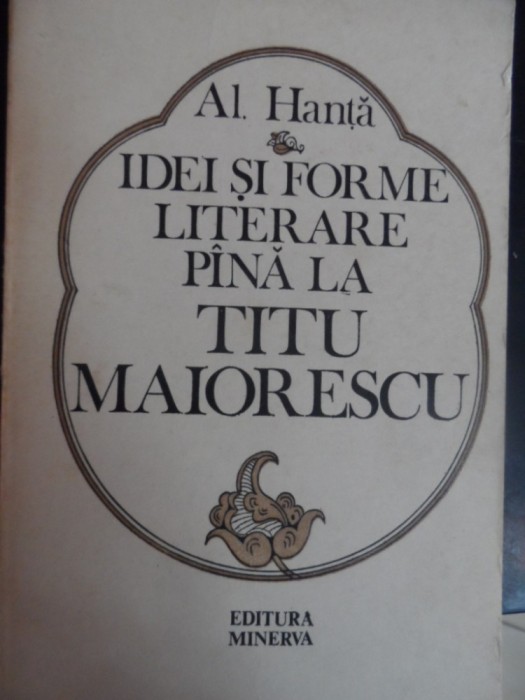 Al. Hanță
IDEI ȘI FORME
LITERARE
PÎNĂ LA
TITU
MAIORESCU
EDITURA
MINERVA